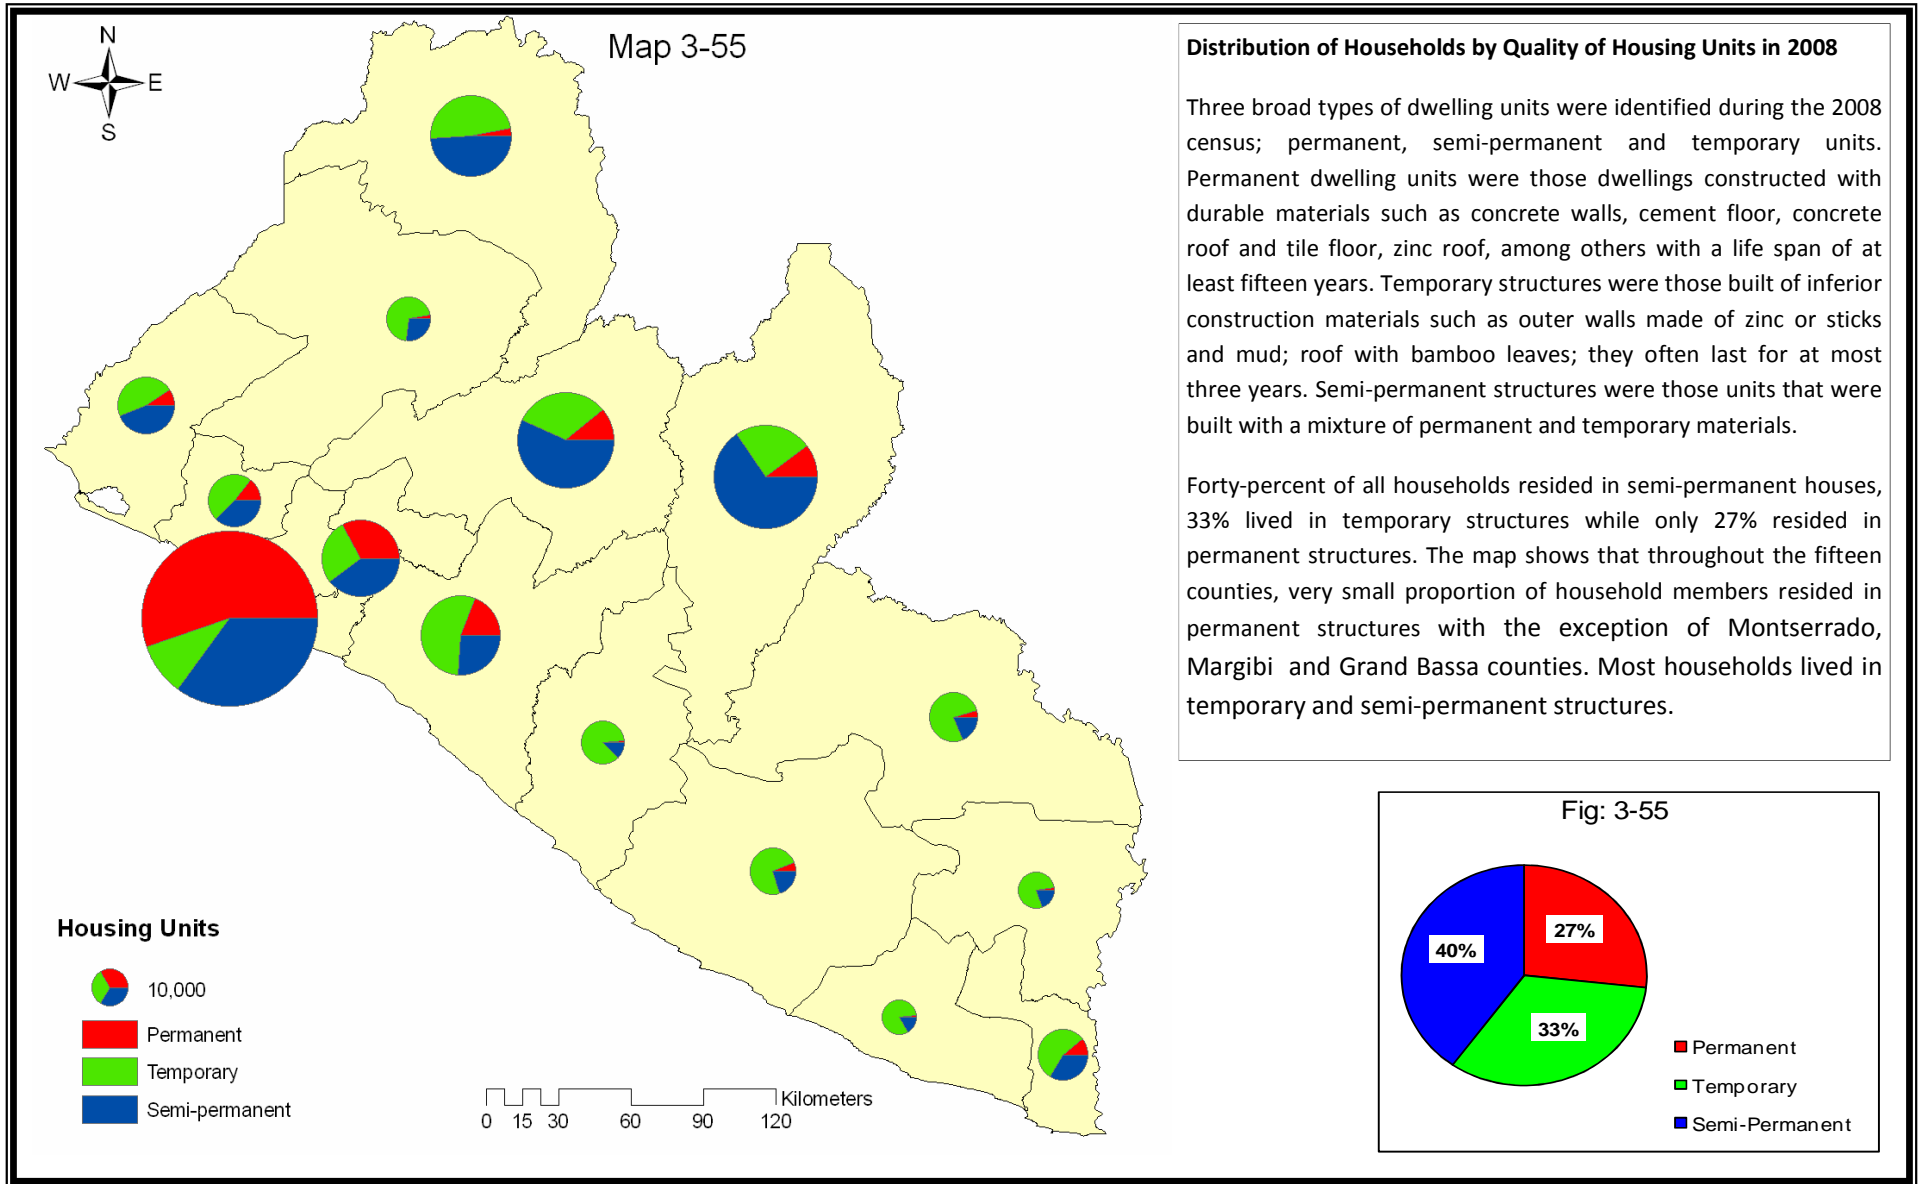 Map 3-55
N
W E
S
Distribution of Households by Quality of Housing Units in 2008
Three broad types of dwelling units were identified during the 2008
census; permanent, semi-permanent and temporary units.
Permanent dwelling units were those dwellings constructed with
durable materials such as concrete walls, cement floor, concrete
roof and tile floor, zinc roof, among others with a life span of at
least fifteen years. Temporary structures were those built of inferior
construction materials such as outer walls made of zinc or sticks
and mud; roof with bamboo leaves; they often last for at most
three years. Semi-permanent structures were those units that were
built with a mixture of permanent and temporary materials.
Forty-percent of all households resided in semi-permanent houses,
33% lived in temporary structures while only 27% resided in
permanent structures. The map shows that throughout the fifteen
counties, very small proportion of household members resided in
permanent structures with the exception of Montserrado,
Margibi and Grand Bassa counties. Most households lived in
temporary and semi-permanent structures.
Housing Units
10,000
Permanent
Temporary
Semi-permanent
Kilometers
0 15 30 60 90 120
Fig: 3-55
27%
40%
33%
Permanent
Temporary
Semi-Permanent